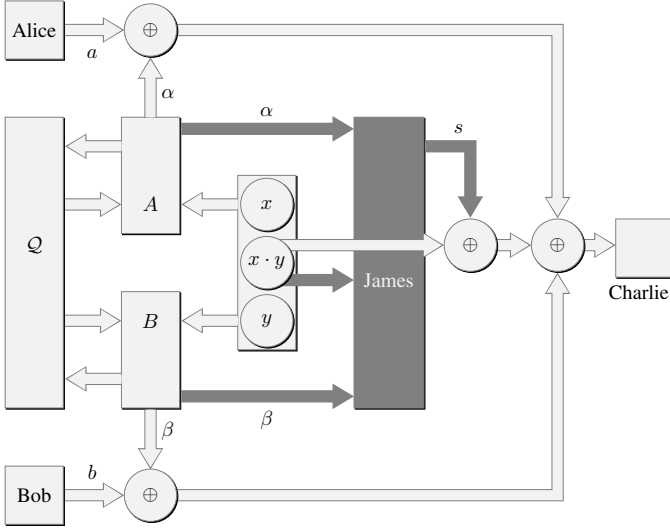 Alice
a
⊕
α
α
s
A
x
Q
x · y
⊕
⊕
James
Charlie
B
y
β
β
Bob
b
⊕